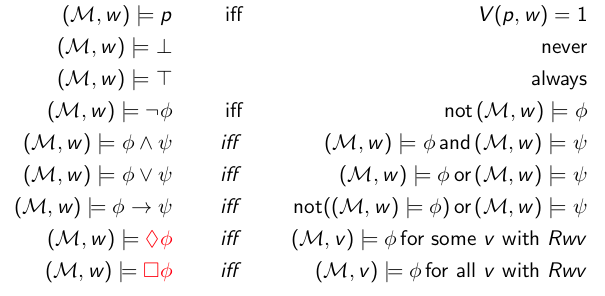 (ℳ, w) ⊨ p iff V(p, w) = 1
(ℳ, w) ⊨ ⊥ never
(ℳ, w) ⊨ ⊤ always
(ℳ, w) ⊨ ¬ϕ iff not (ℳ, w) ⊨ ϕ
(ℳ, w) ⊨ ϕ ∧ ψ iff (ℳ, w) ⊨ ϕ and (ℳ, w) ⊨ ψ
(ℳ, w) ⊨ ϕ ∨ ψ iff (ℳ, w) ⊨ ϕ or (ℳ, w) ⊨ ψ
(ℳ, w) ⊨ ϕ → ψ iff not((ℳ, w) ⊨ ϕ) or (ℳ, w) ⊨ ψ
(ℳ, w) ⊨ ◊ϕ iff (ℳ, v) ⊨ ϕ for some v with Rwv
(ℳ, w) ⊨ □ϕ iff (ℳ, v) ⊨ ϕ for all v with Rwv